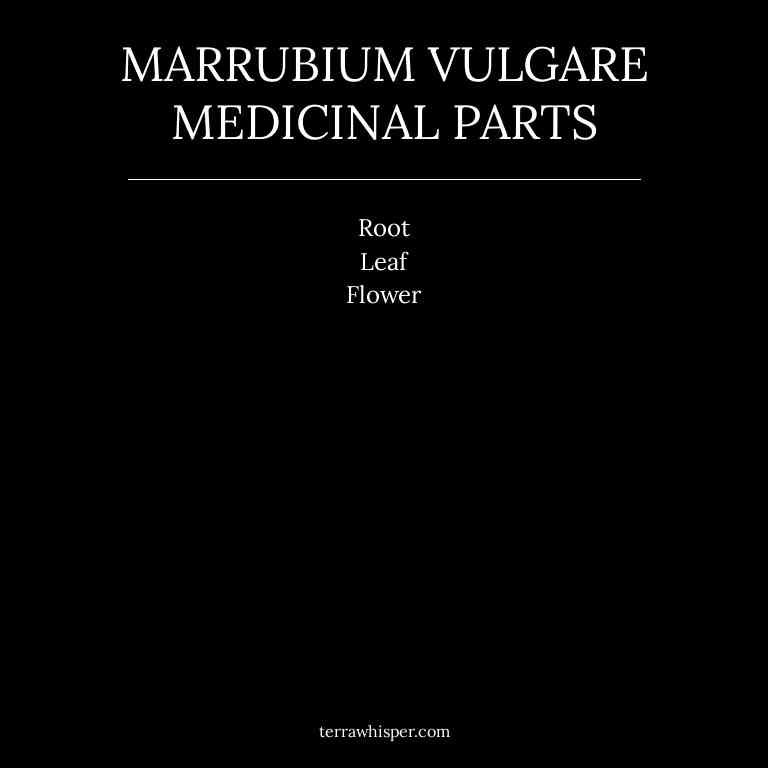 MARRUBIUM VULGARE
MEDICINAL PARTS
Root
Leaf
Flower
terrawhisper.com